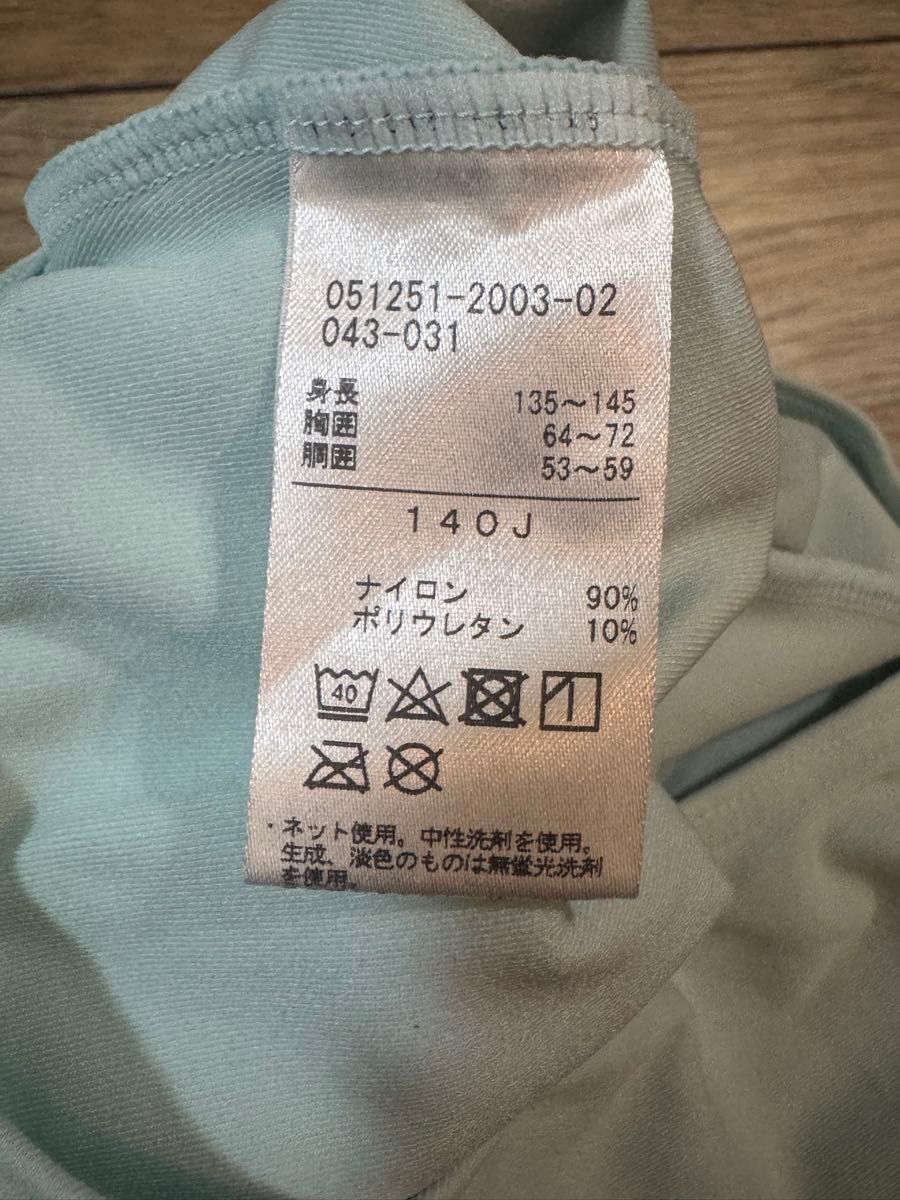 051251-2003-02
043-031
身長 135～145
胸囲 64～72
胴囲 53～59
140J
ナイロン 90%
ポリウレタン 10%
40
・ネット使用。中性洗剤を使用。
生成、淡色のものは無蛍光洗剤
を使用。